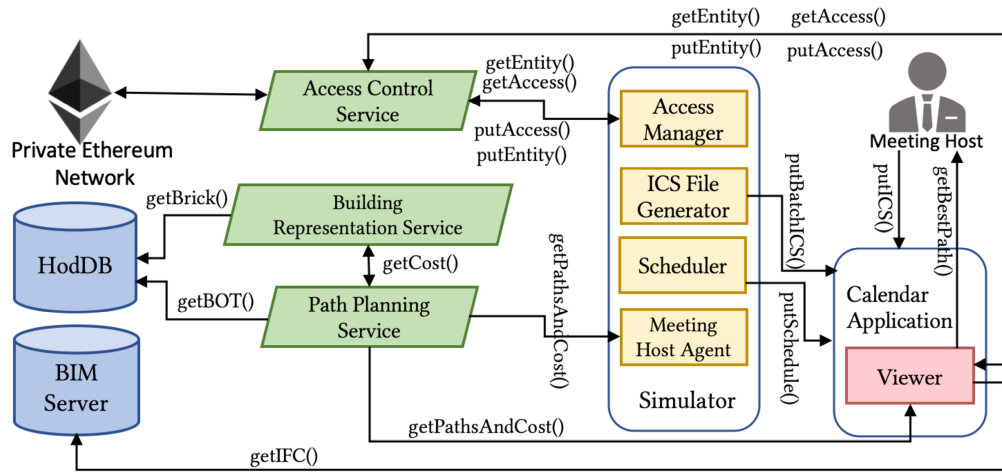 getEntity() getAccess()
putEntity() putAccess()
getEntity()
getAccess()
putAccess()
putEntity()
Private Ethereum
Network
Access Control
Service
Access
Manager
Meeting Host
getBrick()
Building
Representation Service
ICS File
Generator
putBatchICS()
putICS()
getBestPath()
HodDB
getCost()
getBOT()
Path Planning
Service
getPathsAndCost()
Scheduler
putSchedule()
Calendar
Application
Meeting
Host Agent
BIM
Server
Simulator
Viewer
getPathsAndCost()
getIFC()